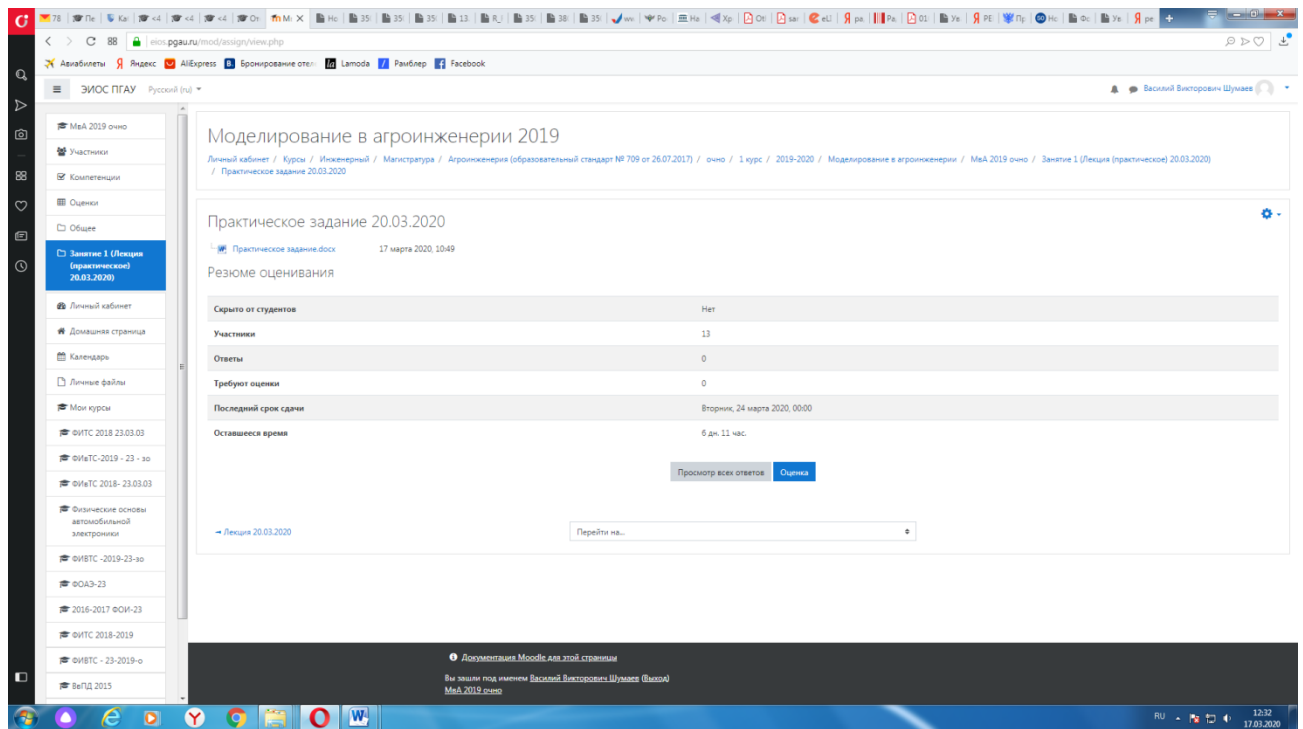 eios.pgau.ru/mod/assign/view.php
Авиабилеты Яндекс AliExpress Бронирование отел Lamoda Рамблер Facebook
ЭИОС ПГАУ Русский (ru)
Василий Викторович Шумаев
МвА 2019 очно
Участники
Компетенции
Оценки
Общее
Занятие 1 (Лекция
(практическое)
20.03.2020)
Личный кабинет
Домашняя страница
Календарь
Личные файлы
Мои курсы
ФИТС 2018 23.03.03
ФИвТС-2019 - 23 - зо
ФИвТС 2018- 23.03.03
Физические основы
автомобильной
электроники
ФИВТС -2019-23-зо
ФОАЭ-23
2016-2017 ФОИ-23
ФИТС 2018-2019
ФИВТС - 23-2019-о
ВеПД 2015
Моделирование в агроинженерии 2019
Личный кабинет / Курсы / Инженерный / Магистратура / Агроинженерия (образовательный стандарт № 709 от 26.07.2017) / очно / 1 курс / 2019-2020 / Моделирование в агроинженерии / МвА 2019 очно / Занятие 1 (Лекция (практическое) 20.03.2020)
/ Практическое задание 20.03.2020
Практическое задание 20.03.2020
Практическое задание.docx 17 марта 2020, 10:49
Резюме оценивания
Скрыто от студентов Нет
Участники 13
Ответы 0
Требуют оценки 0
Последний срок сдачи Вторник, 24 марта 2020, 00:00
Оставшееся время 6 дн. 11 час.
Просмотр всех ответов Оценка
→ Лекция 20.03.2020 Перейти на...
Документация Moodle для этой страницы
Вы зашли под именем Василий Викторович Шумаев (Выход)
МвА 2019 очно
RU 12:32
17.03.2020